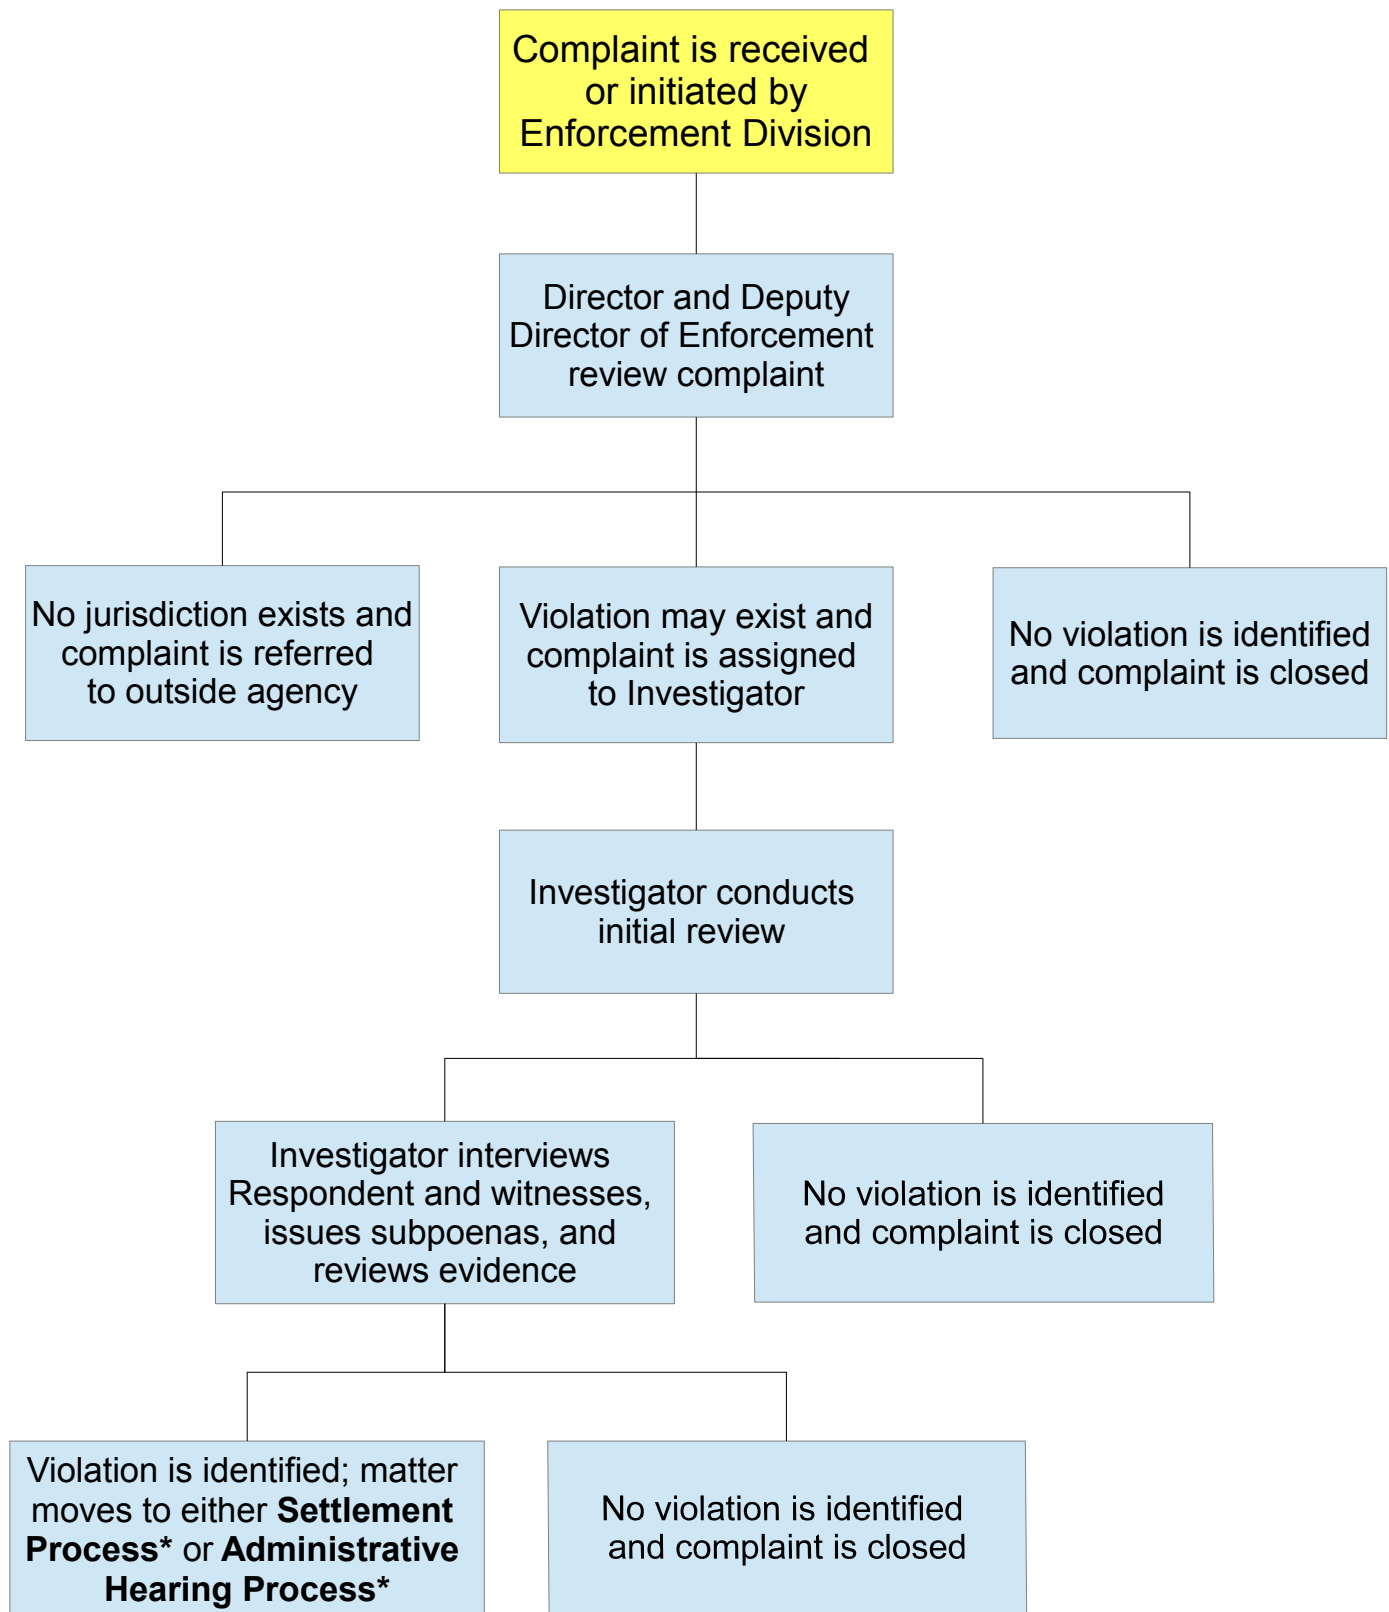 Complaint is received
or initiated by
Enforcement Division
Director and Deputy
Director of Enforcement
review complaint
No jurisdiction exists and
complaint is referred
to outside agency
Violation may exist and
complaint is assigned
to Investigator
No violation is identified
and complaint is closed
Investigator conducts
initial review
Investigator interviews
Respondent and witnesses,
issues subpoenas, and
reviews evidence
No violation is identified
and complaint is closed
Violation is identified; matter
moves to either Settlement
Process* or Administrative
Hearing Process*
No violation is identified
and complaint is closed